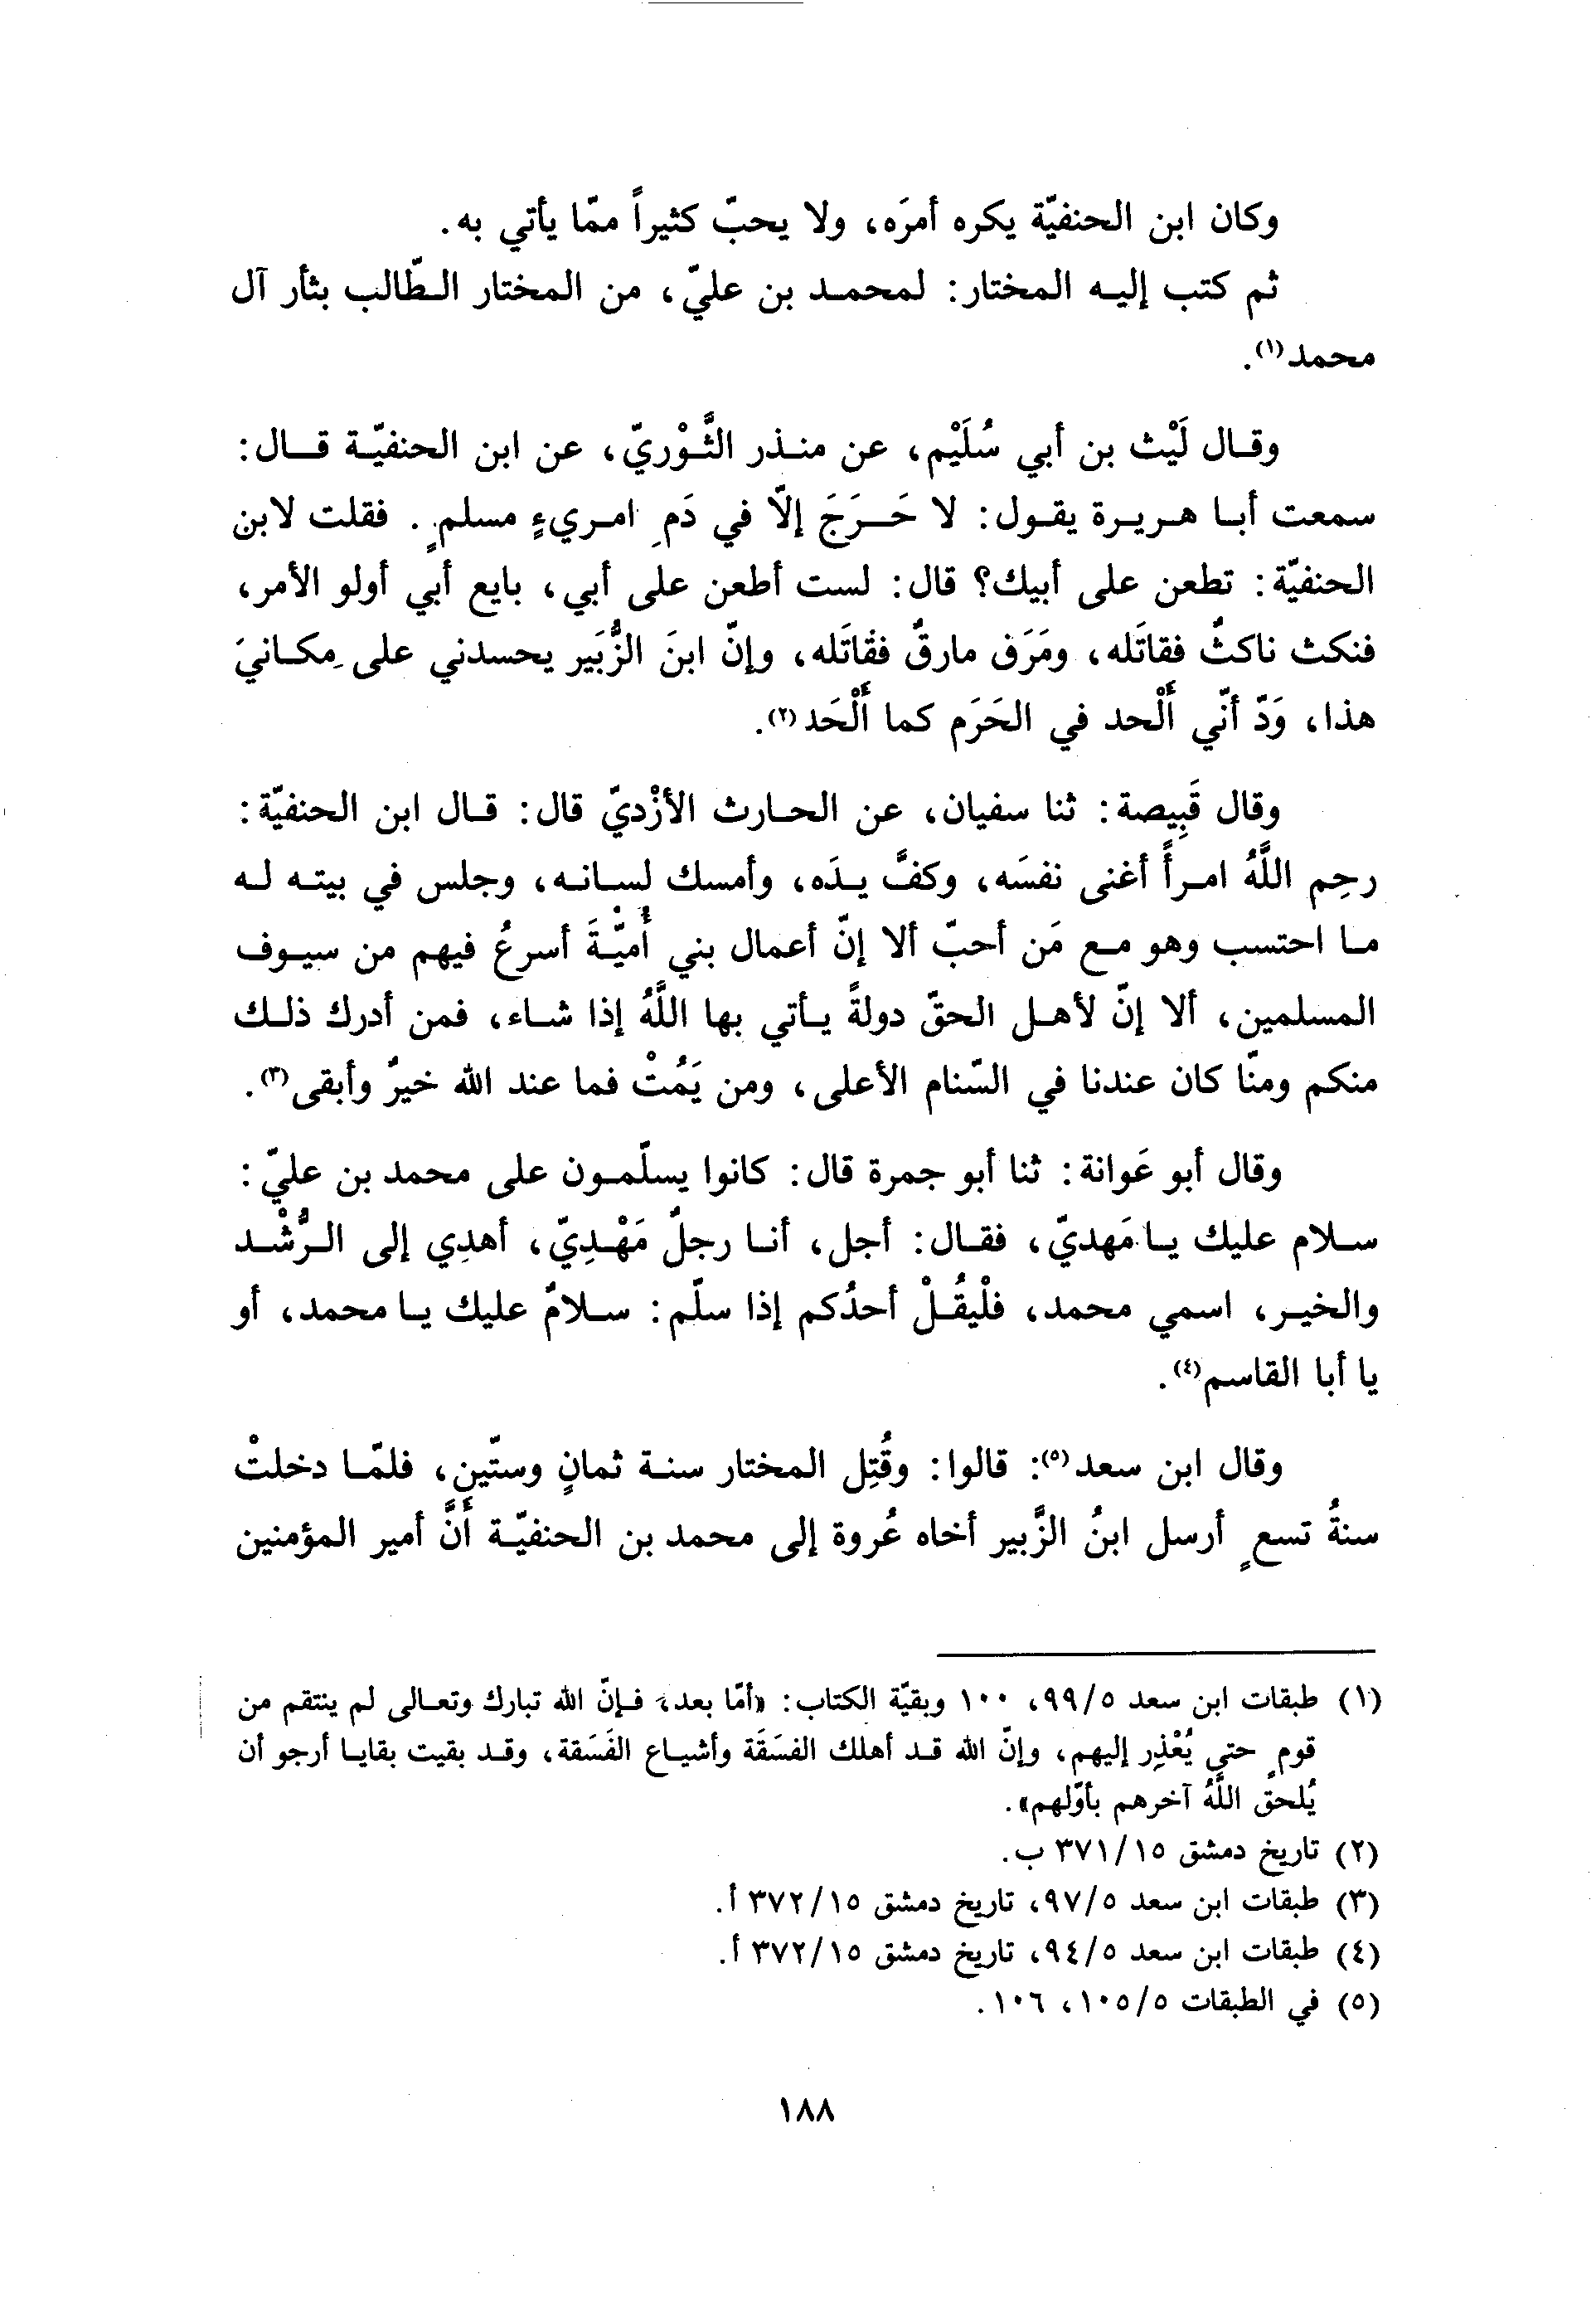 وكان ابن الحنفيّة يكره أمرَه، ولا يحبّ كثيراً ممّا يأتي به.
ثم كتب إليه المختار: لمحمد بن عليّ، من المختار الطّالب بثأر آل
محمد(١).
وقال لَيْث بن أبي سُلَيْم، عن منذر الثَّوْريّ، عن ابن الحنفيّة قال:
سمعت أبا هريرة يقول: لا حَرَجَ إلّا في دَمِ امريءٍ مسلمٍ. فقلت لابن
الحنفيّة: تطعن على أبيك؟ قال: لست أطعن على أبي، بايع أبي أولو الأمر،
فنكث ناكثٌ فقاتَله، ومَرَق مارقٌ فقاتَله، وإنّ ابنَ الزُّبَير يحسدني على مكانيَ
هذا، وَدّ أنّي أُلْحد في الحَرَم كما أَلْحَد(٢).
وقال قَبِيصة: ثنا سفيان، عن الحارث الأزْديّ قال: قال ابن الحنفيّة:
رحِم اللَّهُ امرأً أغنى نفسَه، وكفَّ يدَه، وأمسك لسانه، وجلس في بيته له
ما احتسب وهو مع مَن أحبّ ألا إنّ أعمال بني أُميّةَ أسرعُ فيهم من سيوف
المسلمين، ألا إنّ لأهل الحقّ دولةً يأتي بها اللَّهُ إذا شاء، فمن أدرك ذلك
منكم ومنّا كان عندنا في السّنام الأعلى، ومن يَمُتْ فما عند الله خيرٌ وأبقى(٣).
وقال أبو عَوانة: ثنا أبو جمرة قال: كانوا يسلّمون على محمد بن عليّ:
سلام عليك يا مَهديّ، فقال: أجل، أنا رجلٌ مَهْدِيّ، أهدِي إلى الرُّشْد
والخير، اسمي محمد، فلْيقُلْ أحدُكم إذا سلّم: سلامٌ عليك يا محمد، أو
يا أبا القاسم(٤).
وقال ابن سعد(٥): قالوا: وقُتِل المختار سنة ثمانٍ وستّين، فلمّا دخلتْ
سنةُ تسعٍ أرسل ابنُ الزَّبير أخاه عُروة إلى محمد بن الحنفيّة أَنَّ أمير المؤمنين
(١) طبقات ابن سعد ٩٩/٥، ١٠٠ وبقيّة الكتاب: «أمّا بعد، فإنّ الله تبارك وتعالى لم ينتقم من
قومٍ حتى يُعْذِر إليهم، وإنّ الله قد أهلك الفسَقَة وأشياع الفَسَقة، وقد بقيت بقايا أرجو أن
يُلحق اللَّهُ آخرهم بأوّلهم».
(٢) تاريخ دمشق ٣٧١/١٥ ب.
(٣) طبقات ابن سعد ٩٧/٥، تاريخ دمشق ٣٧٢/١٥ أ.
(٤) طبقات ابن سعد ٩٤/٥، تاريخ دمشق ٣٧٢/١٥ أ.
(٥) في الطبقات ١٠٥/٥، ١٠٦.
١٨٨